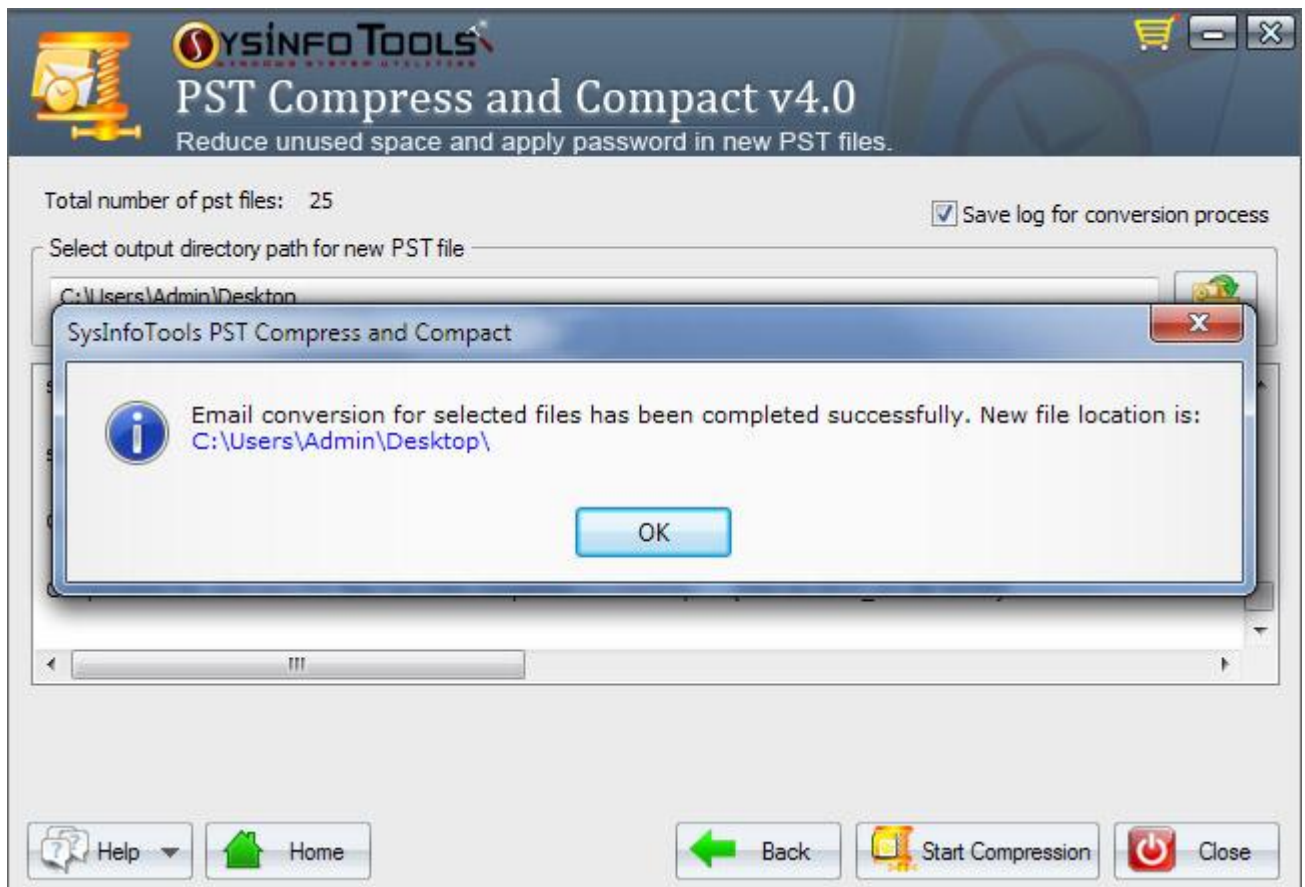 SYSINFO TOOLS
WINDOWS SYSTEM UTILITIES
PST Compress and Compact v4.0
Reduce unused space and apply password in new PST files.
Total number of pst files: 25
Save log for conversion process
Select output directory path for new PST file
C:\Users\Admin\Desktop
SysInfoTools PST Compress and Compact
Email conversion for selected files has been completed successfully. New file location is:
C:\Users\Admin\Desktop\
OK
Help
Home
Back
Start Compression
Close